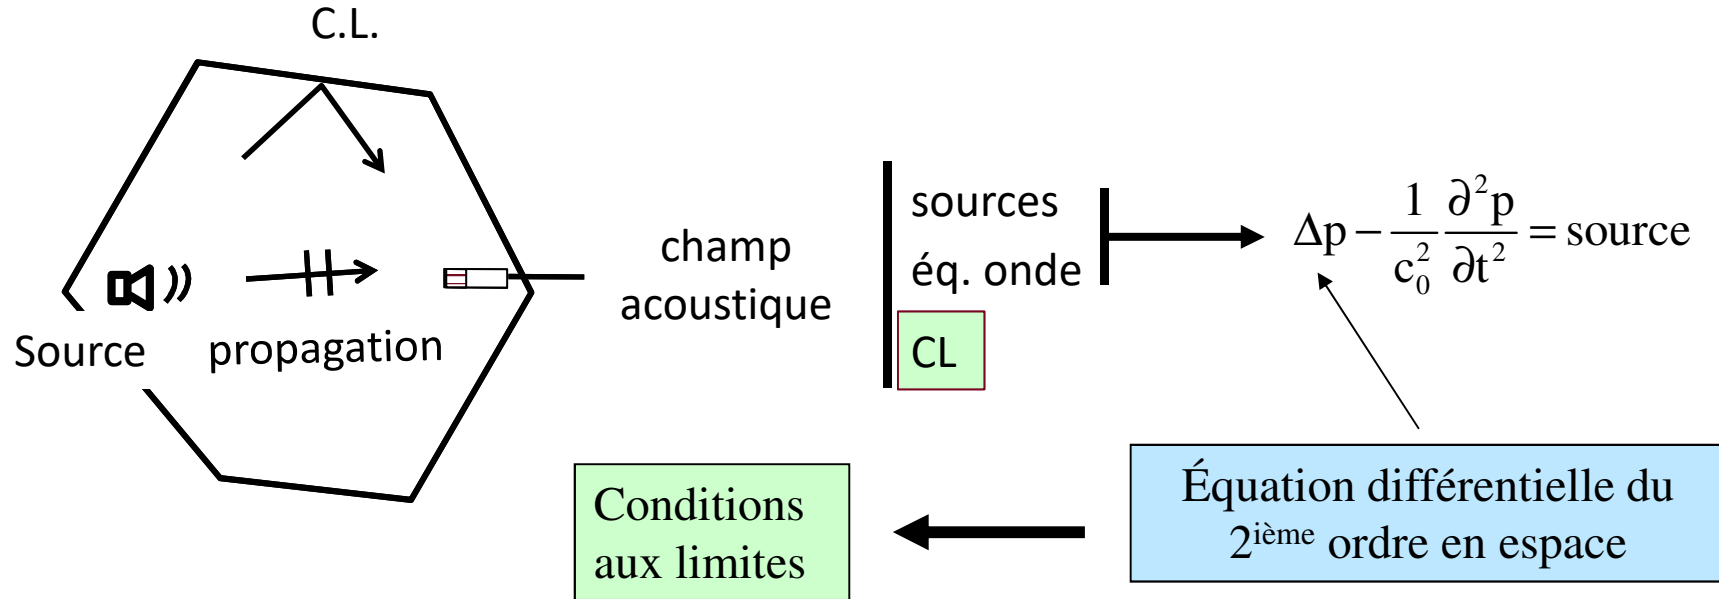 C.L.
Source
propagation
champ
acoustique
sources
éq. onde
CL
Δp − 1/c₀² ∂²p/∂t² = source
Conditions
aux limites
Équation différentielle du
2ième ordre en espace